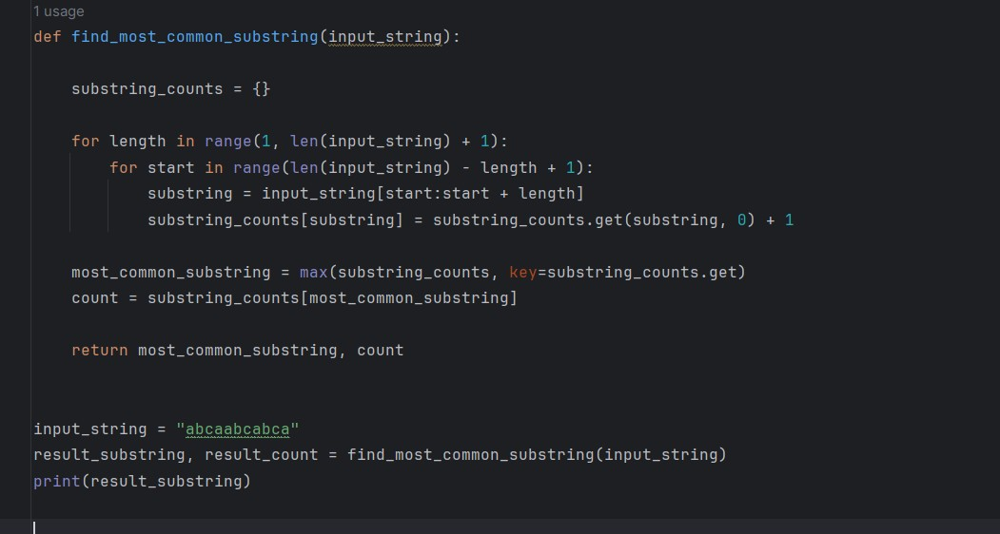 1 usage
def find_most_common_substring(input_string):
    substring_counts = {}
    for length in range(1, len(input_string) + 1):
        for start in range(len(input_string) - length + 1):
            substring = input_string[start:start + length]
            substring_counts[substring] = substring_counts.get(substring, 0) + 1
    most_common_substring = max(substring_counts, key=substring_counts.get)
    count = substring_counts[most_common_substring]
    return most_common_substring, count
input_string = "abcaabcabca"
result_substring, result_count = find_most_common_substring(input_string)
print(result_substring)